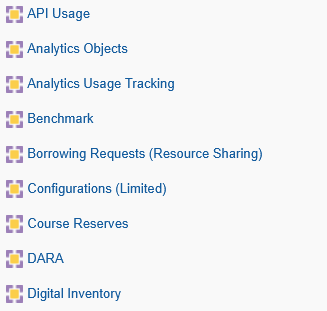 API Usage
Analytics Objects
Analytics Usage Tracking
Benchmark
Borrowing Requests (Resource Sharing)
Configurations (Limited)
Course Reserves
DARA
Digital Inventory